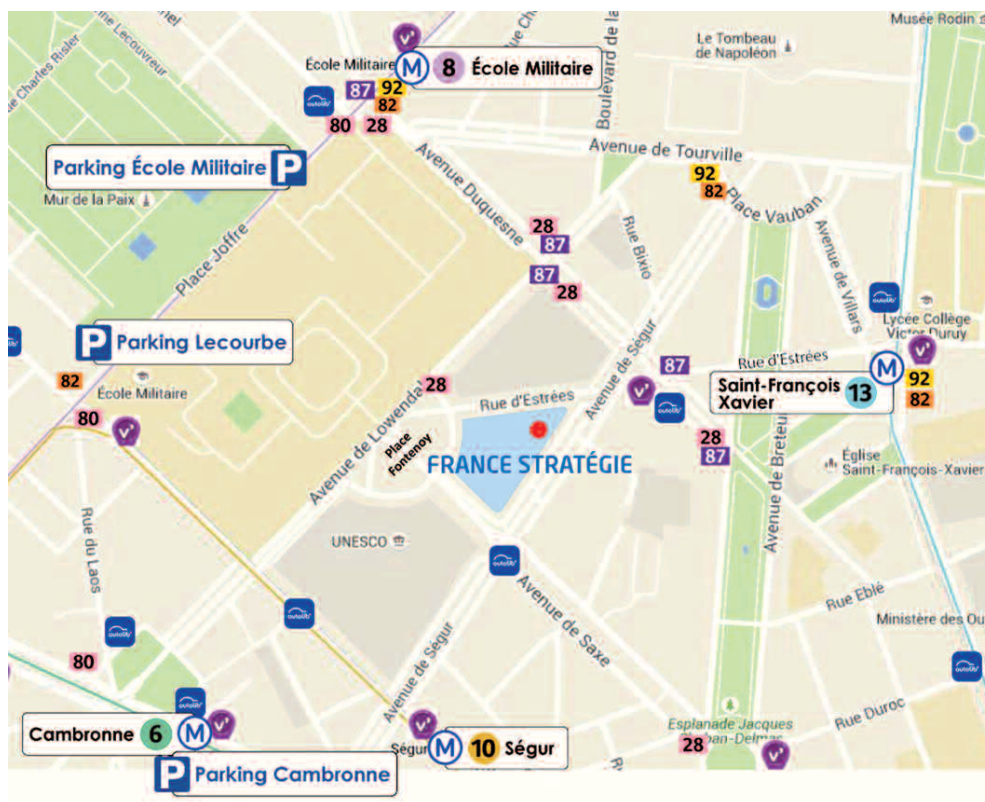 Musée Rodin
Le Tombeau
de Napoléon
École Militaire
M 8 École Militaire
Boulevard de la
87
92
82
80
28
Avenue de Tourville
Parking École Militaire P
Mur de la Paix
Avenue Duquesne
92
82
Place Vauban
28
87
Rue Bixio
Avenue de Villars
Place Joffre
87
28
Lycée Collège
Victor Duruy
P Parking Lecourbe
Avenue de Ségur
87
Rue d'Estrées
M
82
École Militaire
28
Rue d'Estrées
Saint-François
Xavier 13
92
82
80
Avenue de Lowendal
Place
Fontenoy
28
87
FRANCE STRATÉGIE
Église
Saint-François-Xavier
Avenue de Breteu
Rue du Laos
UNESCO
Avenue de Saxe
Rue Eblé
Ministère des Ou
80
Avenue de Ségur
Rue Duroc
Cambronne 6 M
Ségur
M 10 Ségur
Esplanade Jacques
28
P Parking Cambronne